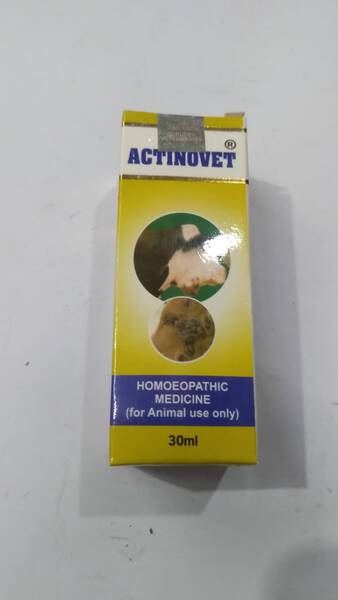 ACTINOVET ®
HOMOEOPATHIC
MEDICINE
(for Animal use only)
30ml